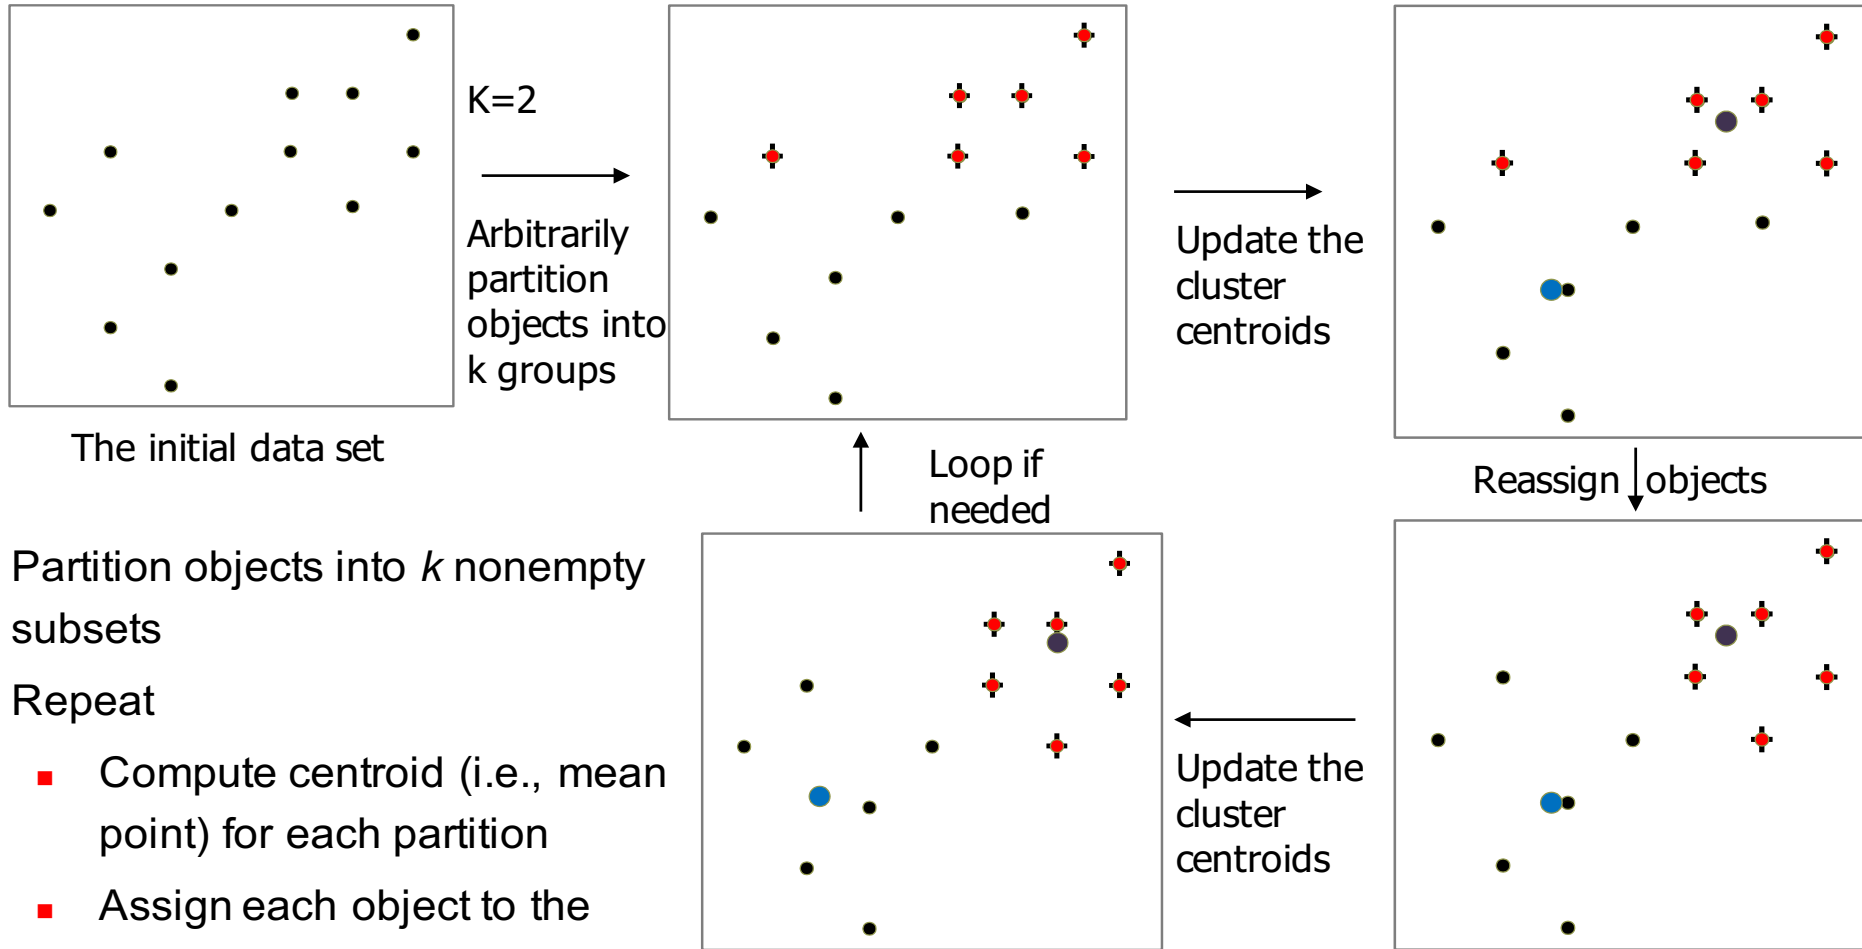 K=2
Arbitrarily
partition
objects into
k groups
Update the
cluster
centroids
The initial data set
Loop if
needed
Reassign objects
Partition objects into k nonempty
subsets
Repeat
Compute centroid (i.e., mean
point) for each partition
Assign each object to the
Update the
cluster
centroids